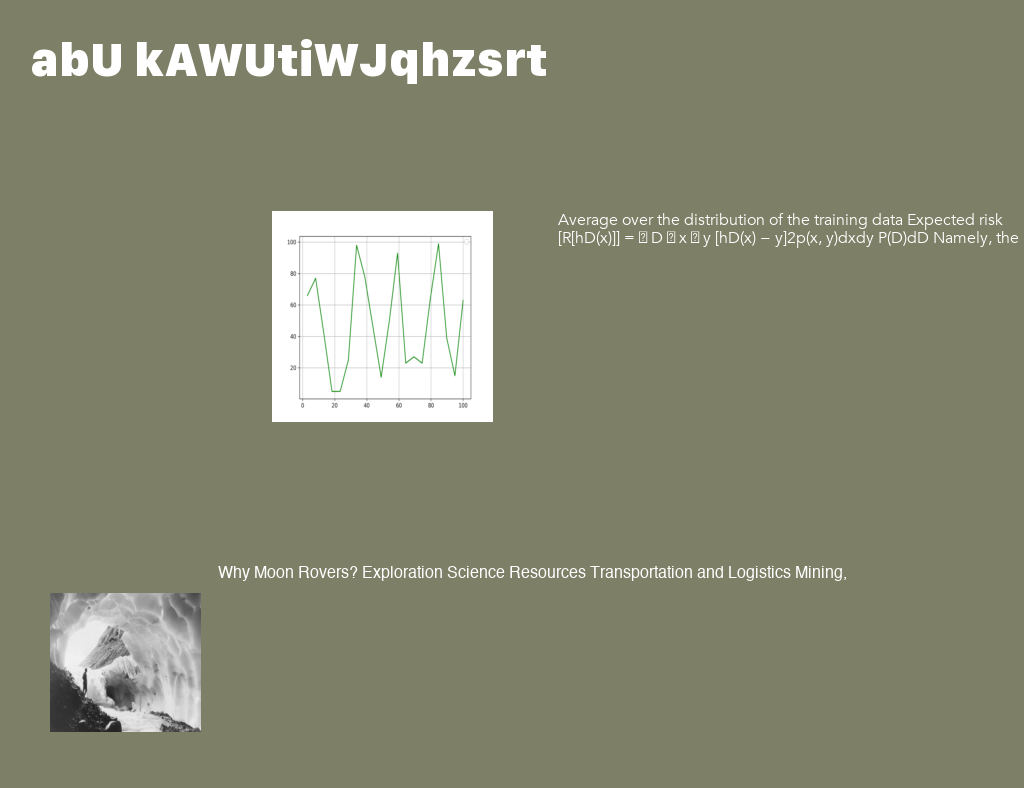 abU kAWUtiWJqhzsrt
Average over the distribution of the training data Expected risk
[R[hD(x)]] = D x y [hD(x) − y]2p(x, y)dxdy P(D)dD Namely, the
100
80
60
40
20
0 20 40 60 80 100
Why Moon Rovers? Exploration Science Resources Transportation and Logistics Mining,